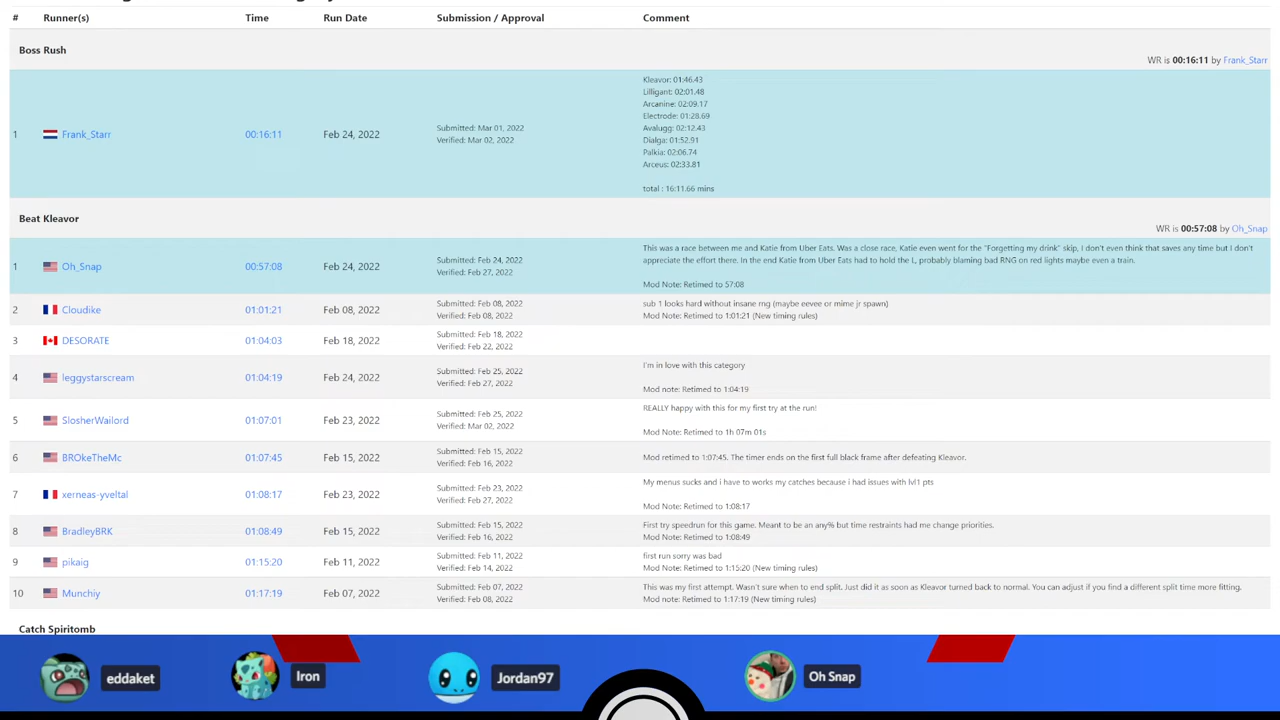 # Runner(s) Time Run Date Submission / Approval Comment
Boss Rush
WR is 00:16:11 by Frank_Starr
Kleavor: 01:46.43
Lilligant: 02:01.48
Arcanine: 02:09.17
Electrode: 01:28.69
Avalugg: 02:12.43
Dialga: 01:52.91
Palkia: 02:06.74
Arceus: 02:33.81
total : 16:11.66 mins
1 Frank_Starr 00:16:11 Feb 24, 2022
Submitted: Mar 01, 2022
Verified: Mar 02, 2022
Beat Kleavor
WR is 00:57:08 by Oh_Snap
1 Oh_Snap 00:57:08 Feb 24, 2022
Submitted: Feb 24, 2022
Verified: Feb 27, 2022
This was a race between me and Katie from Uber Eats. Was a close race, Katie even went for the "Forgetting my drink" skip, I don't even think that saves any time but I don't
appreciate the effort there. In the end Katie from Uber Eats had to hold the L, probably blaming bad RNG on red lights maybe even a train.
Mod Note: Retimed to 57:08
2 Cloudike 01:01:21 Feb 08, 2022
Submitted: Feb 08, 2022
Verified: Feb 08, 2022
sub 1 looks hard without insane rng (maybe eevee or mime jr spawn)
Mod Note: Retimed to 1:01:21 (New timing rules)
3 DESORATE 01:04:03 Feb 18, 2022
Submitted: Feb 18, 2022
Verified: Feb 22, 2022
4 leggystarscream 01:04:19 Feb 24, 2022
Submitted: Feb 25, 2022
Verified: Feb 27, 2022
I'm in love with this category
Mod note: Retimed to 1:04:19
5 SlosherWailord 01:07:01 Feb 23, 2022
Submitted: Feb 25, 2022
Verified: Mar 02, 2022
REALLY happy with this for my first try at the run!
Mod Note: Retimed to 1h 07m 01s
6 BROkeTheMc 01:07:45 Feb 15, 2022
Submitted: Feb 15, 2022
Verified: Feb 16, 2022
Mod retimed to 1:07:45. The timer ends on the first full black frame after defeating Kleavor.
7 xerneas-yveltal 01:08:17 Feb 23, 2022
Submitted: Feb 23, 2022
Verified: Feb 27, 2022
My menus sucks and i have to works my catches because i had issues with lvl1 pts
Mod Note: Retimed to 1:08:17
8 BradleyBRK 01:08:49 Feb 15, 2022
Submitted: Feb 15, 2022
Verified: Feb 16, 2022
First try speedrun for this game. Meant to be an any% but time restraints had me change priorities.
Mod Note: Retimed to 1:08:49
9 pikaig 01:15:20 Feb 11, 2022
Submitted: Feb 11, 2022
Verified: Feb 14, 2022
first run sorry was bad
Mod Note: Retimed to 1:15:20 (New timing rules)
10 Munchiy 01:17:19 Feb 07, 2022
Submitted: Feb 07, 2022
Verified: Feb 08, 2022
This was my first attempt. Wasn't sure when to end split. Just did it as soon as Kleavor turned back to normal. You can adjust if you find a different split time more fitting.
Mod note: Retimed to 1:17:19 (New timing rules)
Catch Spiritomb
eddaket
Iron
Jordan97
Oh Snap